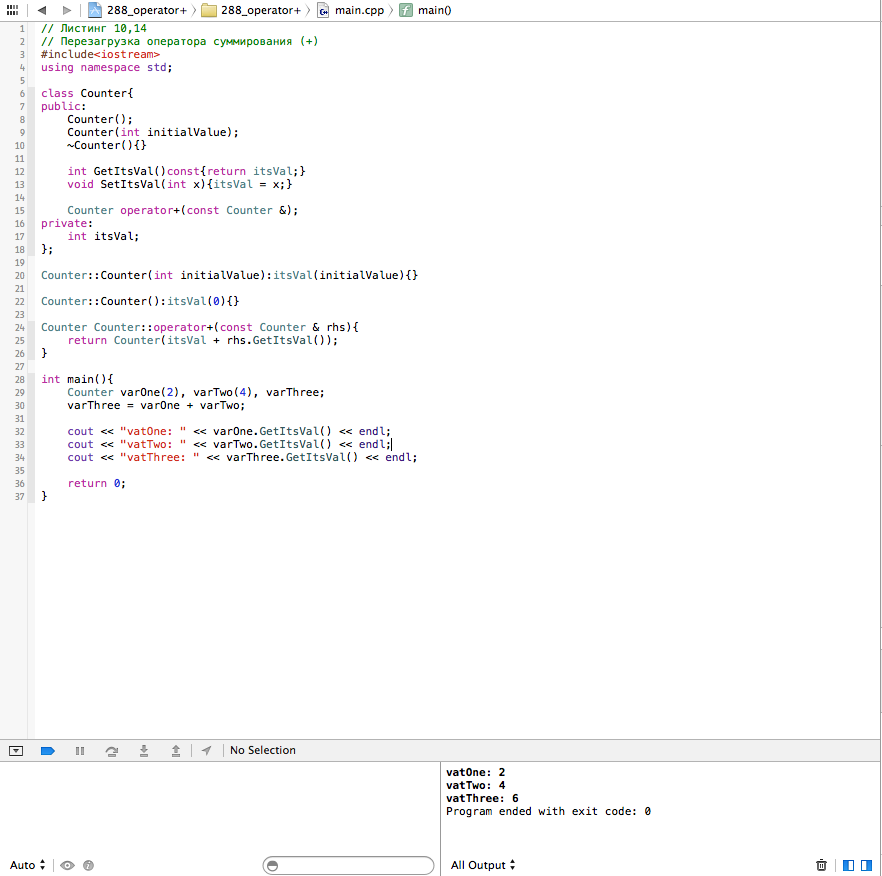 288_operator+ 288_operator+ main.cpp main()
1 // Листинг 10,14
2 // Перезагрузка оператора суммирования (+)
3 #include<iostream>
4 using namespace std;
5
6 class Counter{
7 public:
8     Counter();
9     Counter(int initialValue);
10     ~Counter(){}
11
12     int GetItsVal()const{return itsVal;}
13     void SetItsVal(int x){itsVal = x;}
14
15     Counter operator+(const Counter &);
16 private:
17     int itsVal;
18 };
19
20 Counter::Counter(int initialValue):itsVal(initialValue){}
21
22 Counter::Counter():itsVal(0){}
23
24 Counter Counter::operator+(const Counter & rhs){
25     return Counter(itsVal + rhs.GetItsVal());
26 }
27
28 int main(){
29     Counter varOne(2), varTwo(4), varThree;
30     varThree = varOne + varTwo;
31
32     cout << "vatOne: " << varOne.GetItsVal() << endl;
33     cout << "vatTwo: " << varTwo.GetItsVal() << endl;
34     cout << "vatThree: " << varThree.GetItsVal() << endl;
35
36     return 0;
37 }
No Selection
vatOne: 2
vatTwo: 4
vatThree: 6
Program ended with exit code: 0
Auto
All Output